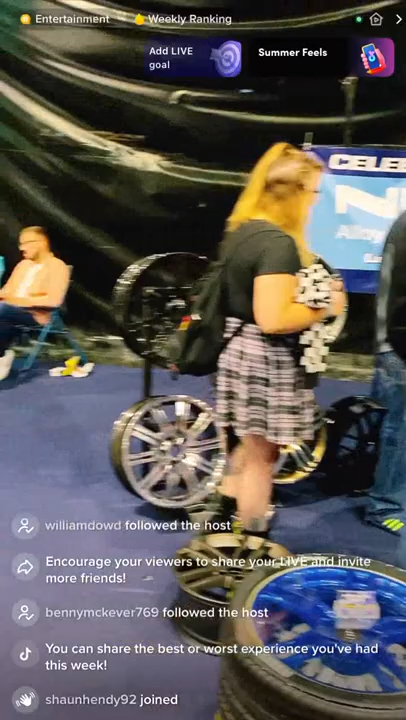 Entertainment
Weekly Ranking
Add LIVE
goal
Summer Feels
CELE
Alloy
williamdowd followed the host
Encourage your viewers to share your LIVE and invite
more friends!
bennymckever769 followed the host
You can share the best or worst experience you've had
this week!
shaunhendy92 joined